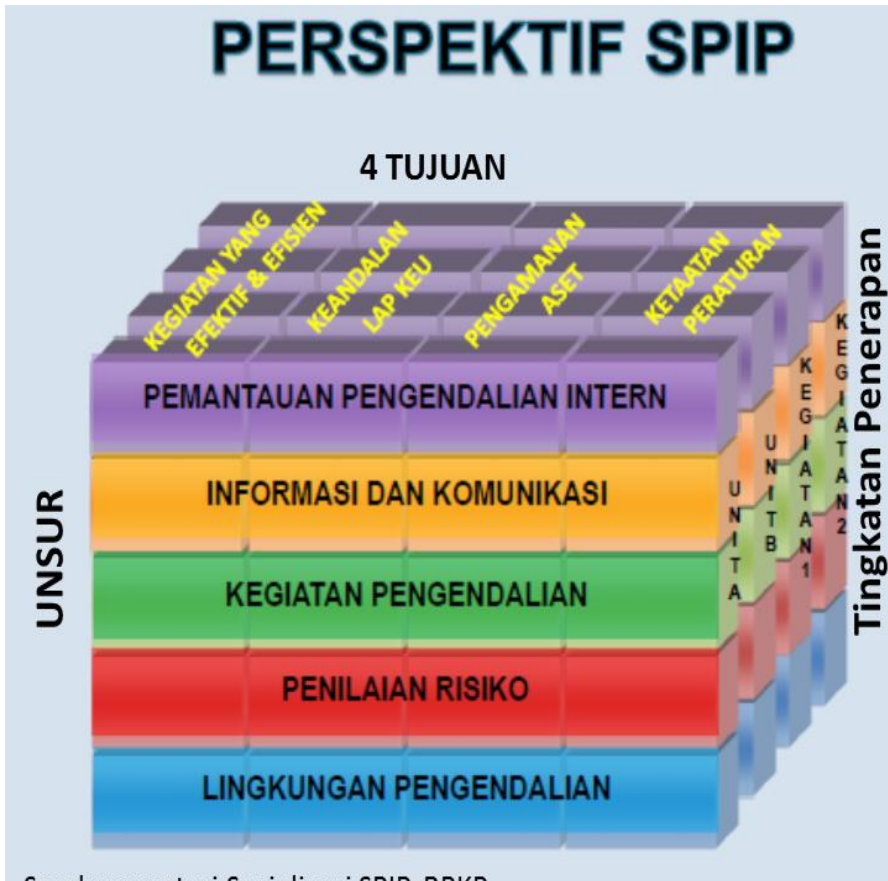 PERSPEKTIF SPIP
4 TUJUAN
KEGIATAN YANG
EFEKTIF & EFISIEN
KEANDALAN
LAP KEU
PENGAMANAN
ASET
KETAATAN
PERATURAN
UNSUR
PEMANTAUAN PENGENDALIAN INTERN
INFORMASI DAN KOMUNIKASI
KEGIATAN PENGENDALIAN
PENILAIAN RISIKO
LINGKUNGAN PENGENDALIAN
UNIT A
UNIT B
KEGIATAN 1
KEGIATAN 2
Tingkatan Penerapan